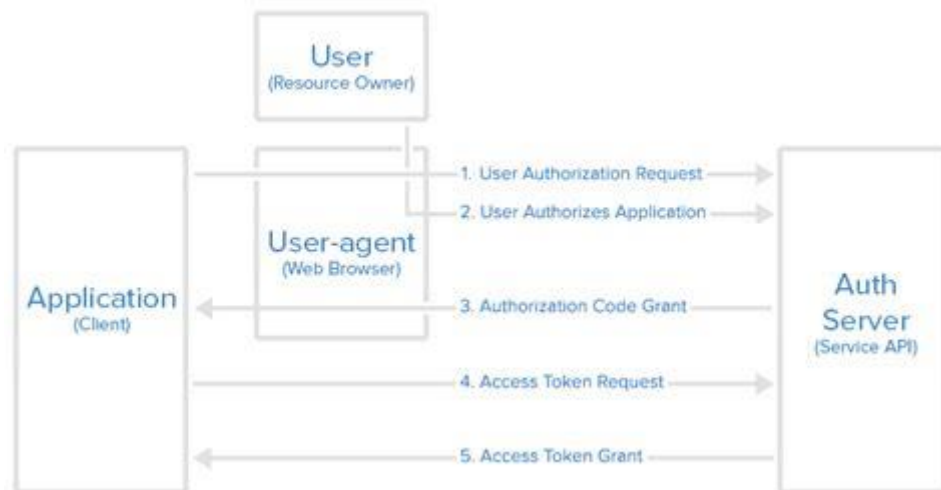 User
(Resource Owner)
1. User Authorization Request
2. User Authorizes Application
User-agent
(Web Browser)
Application
(Client)
3. Authorization Code Grant
Auth
Server
(Service API)
4. Access Token Request
5. Access Token Grant